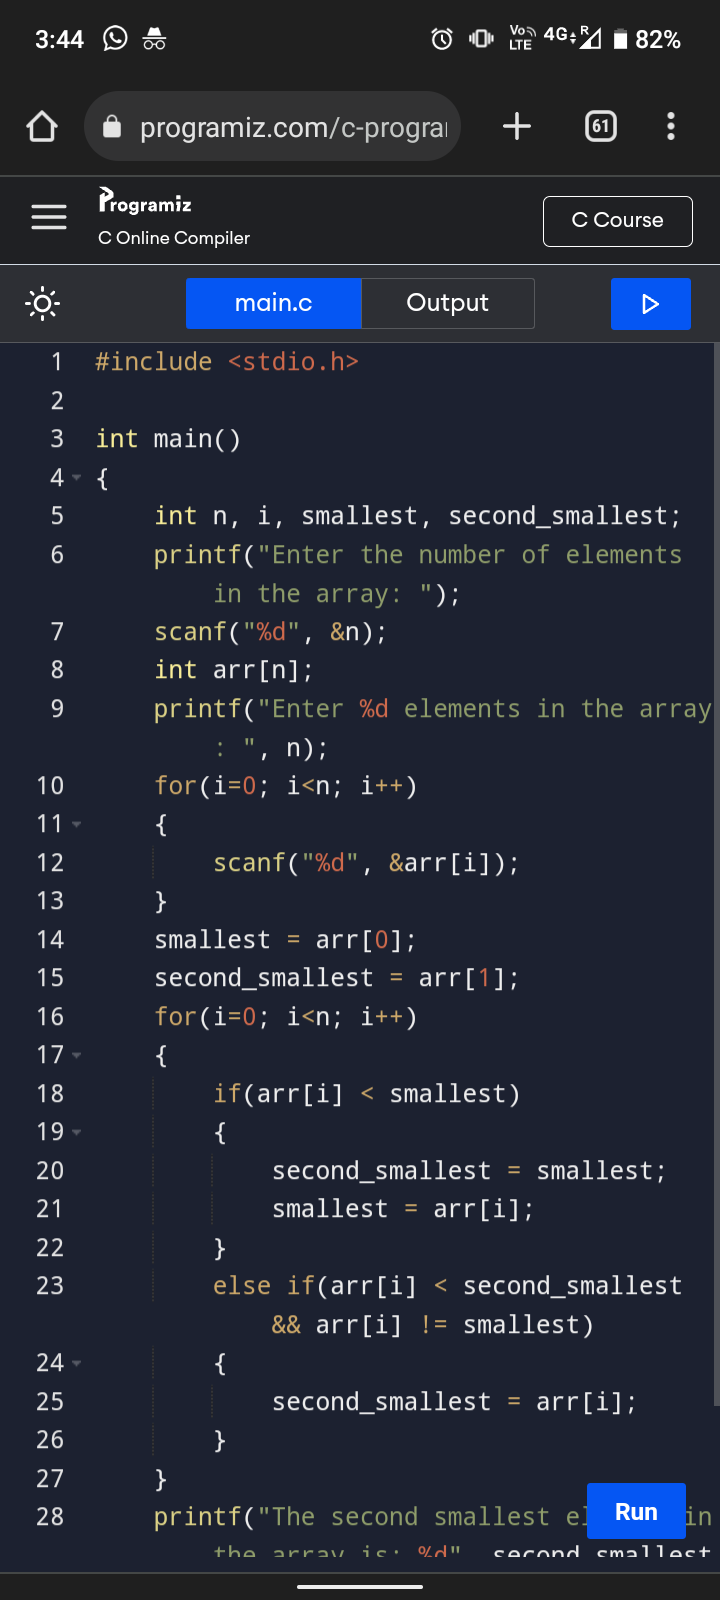 3:44
Vo LTE 4G R 82%
programiz.com/c-progra
61
Programiz
C Online Compiler
C Course
main.c
Output
1 #include <stdio.h>
2
3 int main()
4 {
5 int n, i, smallest, second_smallest;
6 printf("Enter the number of elements
in the array: ");
7 scanf("%d", &n);
8 int arr[n];
9 printf("Enter %d elements in the array
: ", n);
10 for(i=0; i<n; i++)
11 {
12 scanf("%d", &arr[i]);
13 }
14 smallest = arr[0];
15 second_smallest = arr[1];
16 for(i=0; i<n; i++)
17 {
18 if(arr[i] < smallest)
19 {
20 second_smallest = smallest;
21 smallest = arr[i];
22 }
23 else if(arr[i] < second_smallest
&& arr[i] != smallest)
24 {
25 second_smallest = arr[i];
26 }
27 }
28 printf("The second smallest el in
the array is: %d" second_smallest
Run